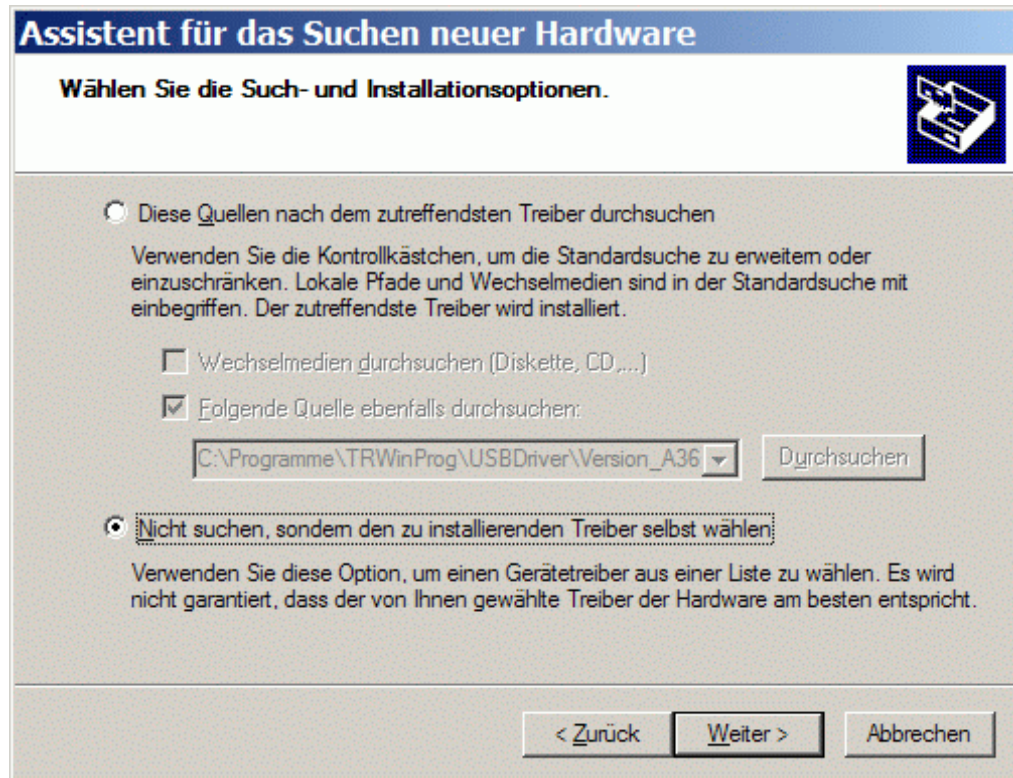 Assistent für das Suchen neuer Hardware
Wählen Sie die Such- und Installationsoptionen.
Diese Quellen nach dem zutreffendsten Treiber durchsuchen
Verwenden Sie die Kontrollkästchen, um die Standardsuche zu erweitern oder
einzuschränken. Lokale Pfade und Wechselmedien sind in der Standardsuche mit
einbegriffen. Der zutreffendste Treiber wird installiert.
Wechselmedien durchsuchen (Diskette, CD,...)
Folgende Quelle ebenfalls durchsuchen:
C:\Programme\TRWinProg\USBDriver\Version_A36 Durchsuchen
Nicht suchen, sondern den zu installierenden Treiber selbst wählen
Verwenden Sie diese Option, um einen Gerätetreiber aus einer Liste zu wählen. Es wird
nicht garantiert, dass der von Ihnen gewählte Treiber der Hardware am besten entspricht.
< Zurück Weiter > Abbrechen